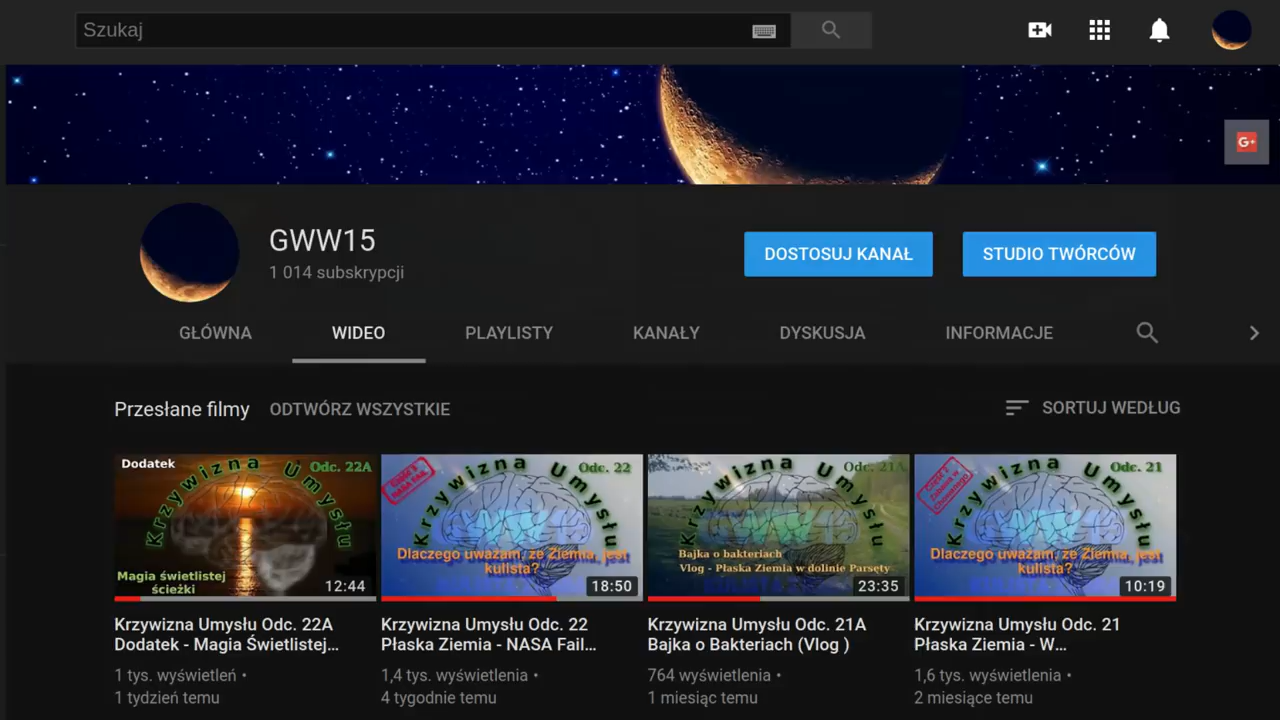 Szukaj
G+
GWW15
1 014 subskrypcji
DOSTOSUJ KANAŁ
STUDIO TWÓRCÓW
GŁÓWNA
WIDEO
PLAYLISTY
KANAŁY
DYSKUSJA
INFORMACJE
Przesłane filmy
ODTWÓRZ WSZYSTKIE
SORTUJ WEDŁUG
Dodatek
Odc. 22A
Krzywizna Umysłu
Magia świetlistej
ścieżki
12:44
Odc. 22
Krzywizna Umysłu
Dlaczego uważam, że Ziemia, jest
kulista?
18:50
Odc. 21A
Krzywizna Umysłu
GWW15
Bajka o bakteriach
Vlog - Płaska Ziemia w dolinie Parsęty
23:35
Odc. 21
Krzywizna Umysłu
Dlaczego uważam, że Ziemia, jest
kulista?
10:19
Krzywizna Umysłu Odc. 22A
Dodatek - Magia Świetlistej...
1 tys. wyświetleń •
1 tydzień temu
Krzywizna Umysłu Odc. 22
Płaska Ziemia - NASA Fail...
1,4 tys. wyświetlenia •
4 tygodnie temu
Krzywizna Umysłu Odc. 21A
Bajka o Bakteriach (Vlog )
764 wyświetlenia •
1 miesiąc temu
Krzywizna Umysłu Odc. 21
Płaska Ziemia - W...
1,6 tys. wyświetlenia •
2 miesiące temu